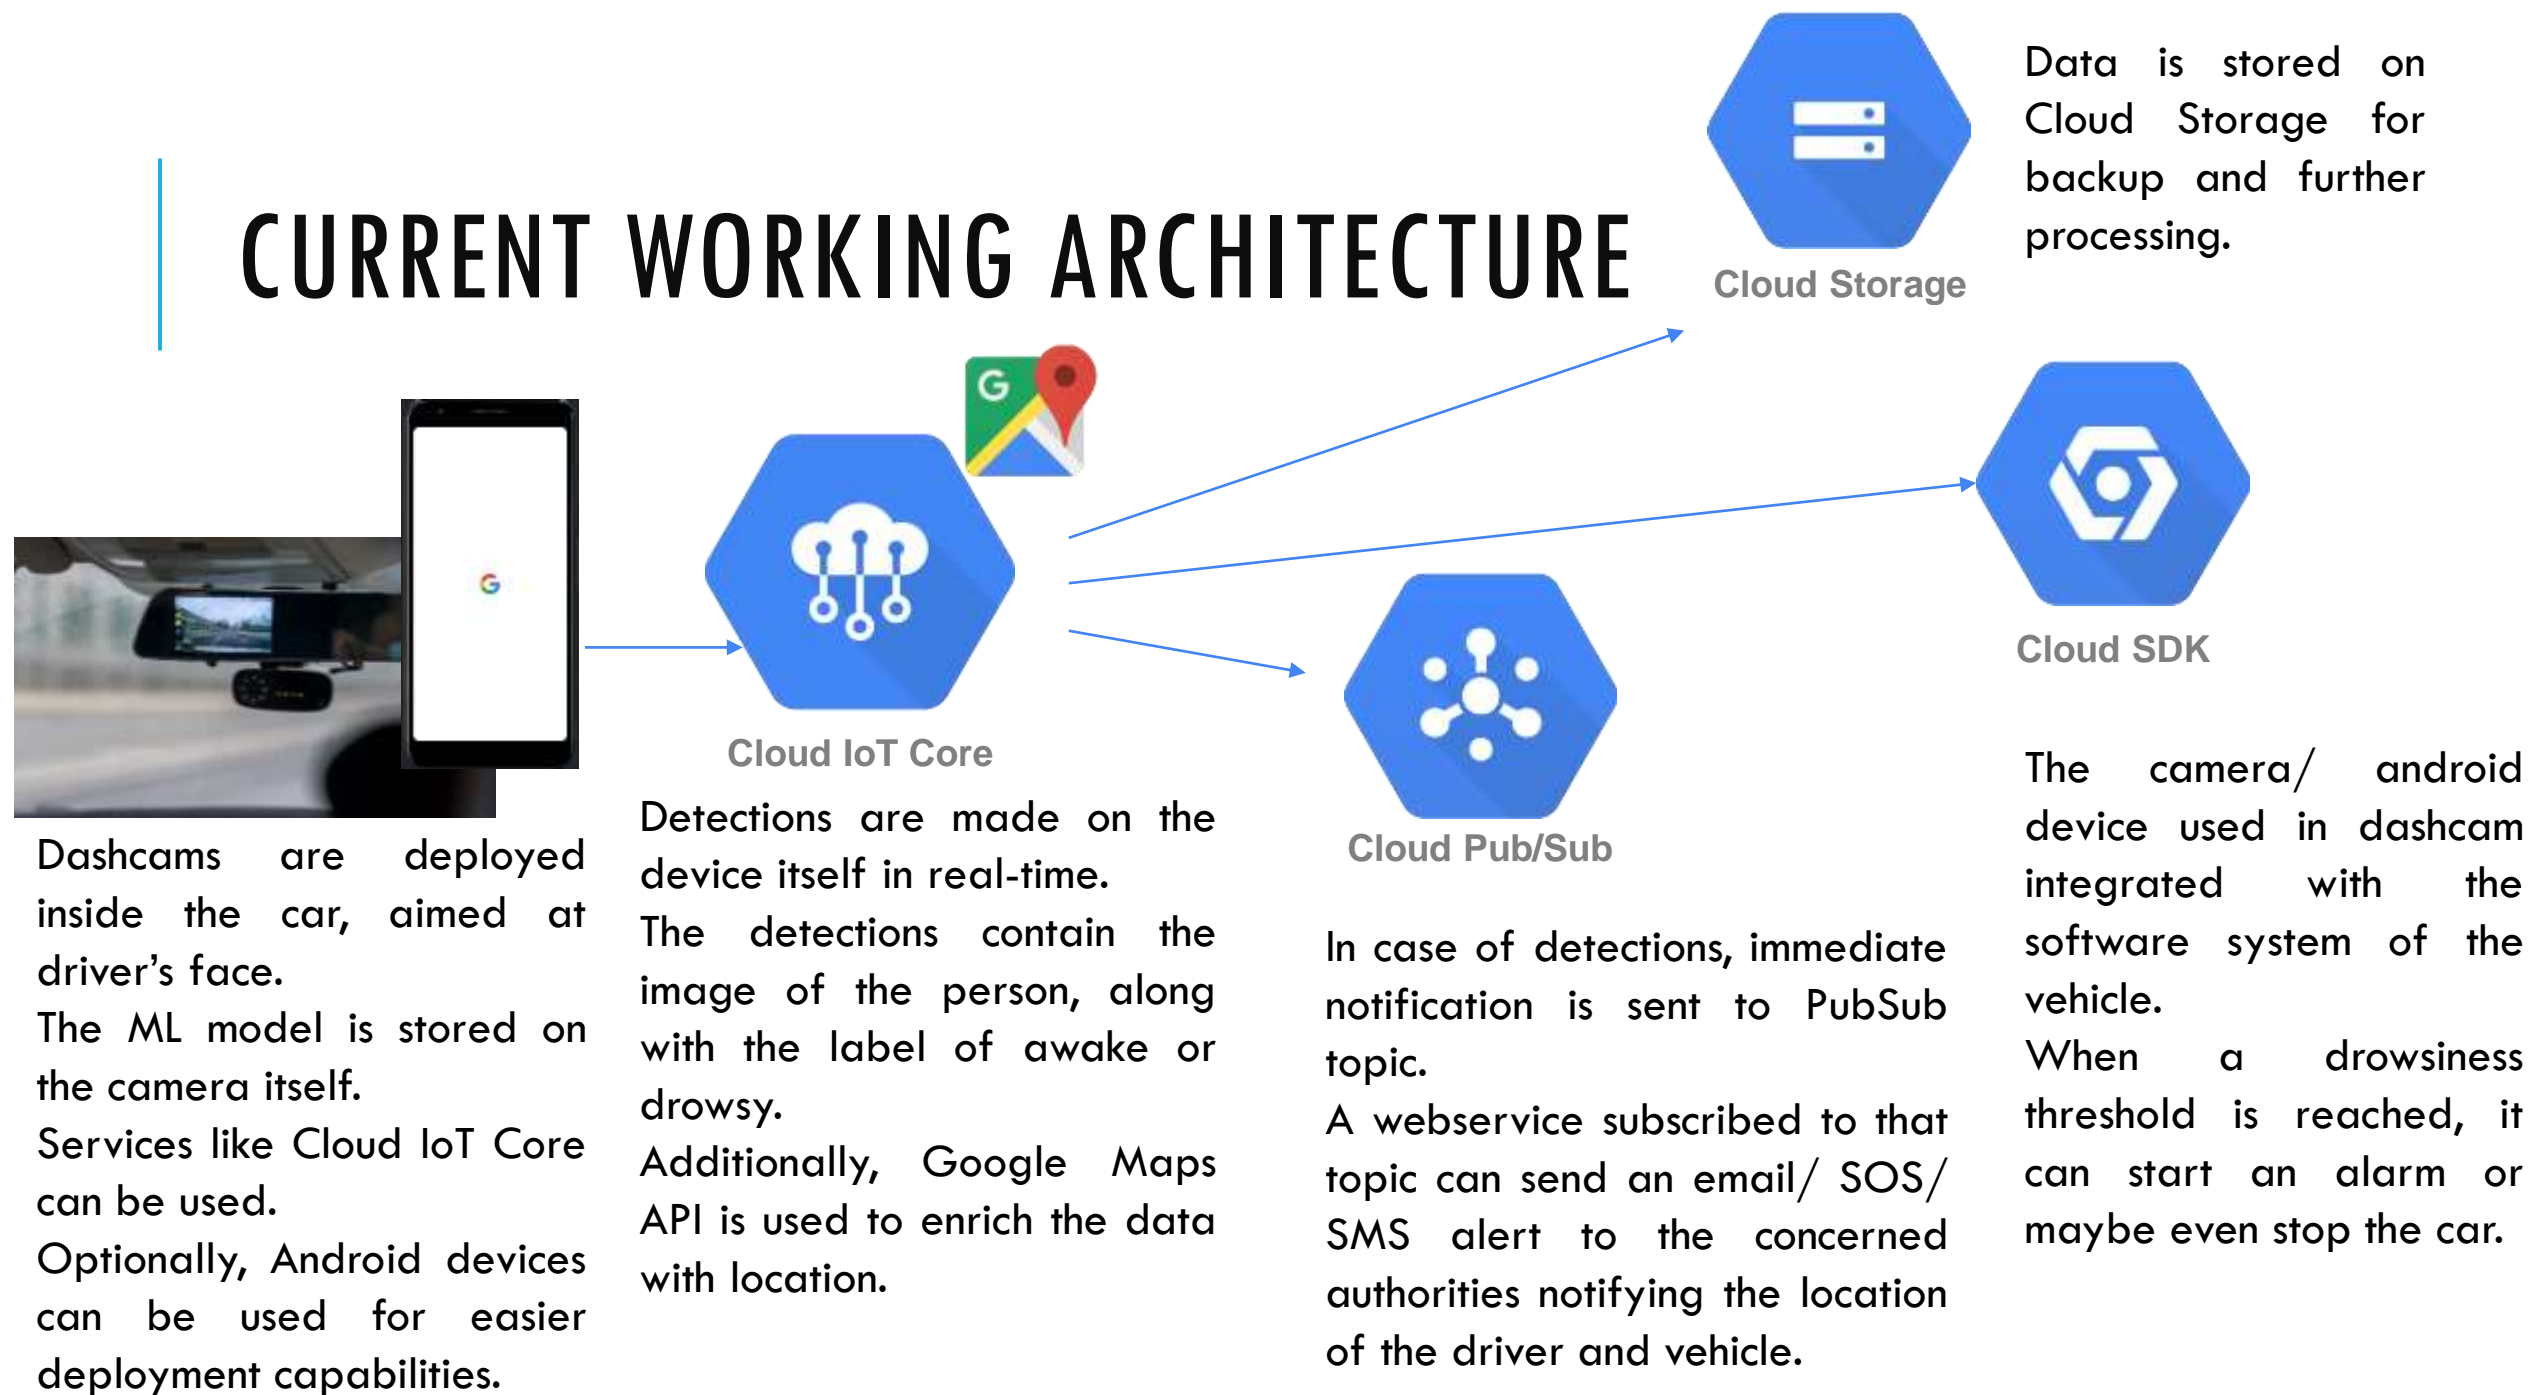 CURRENT WORKING ARCHITECTURE
Cloud Storage
Data is stored on
Cloud Storage for
backup and further
processing.
G
G
Cloud IoT Core
Cloud Pub/Sub
Cloud SDK
Dashcams are deployed
inside the car, aimed at
driver's face.
The ML model is stored on
the camera itself.
Services like Cloud IoT Core
can be used.
Optionally, Android devices
can be used for easier
deployment capabilities.
Detections are made on the
device itself in real-time.
The detections contain the
image of the person, along
with the label of awake or
drowsy.
Additionally, Google Maps
API is used to enrich the data
with location.
In case of detections, immediate
notification is sent to PubSub
topic.
A webservice subscribed to that
topic can send an email/ SOS/
SMS alert to the concerned
authorities notifying the location
of the driver and vehicle.
The camera/ android
device used in dashcam
integrated with the
software system of the
vehicle.
When a drowsiness
threshold is reached, it
can start an alarm or
maybe even stop the car.